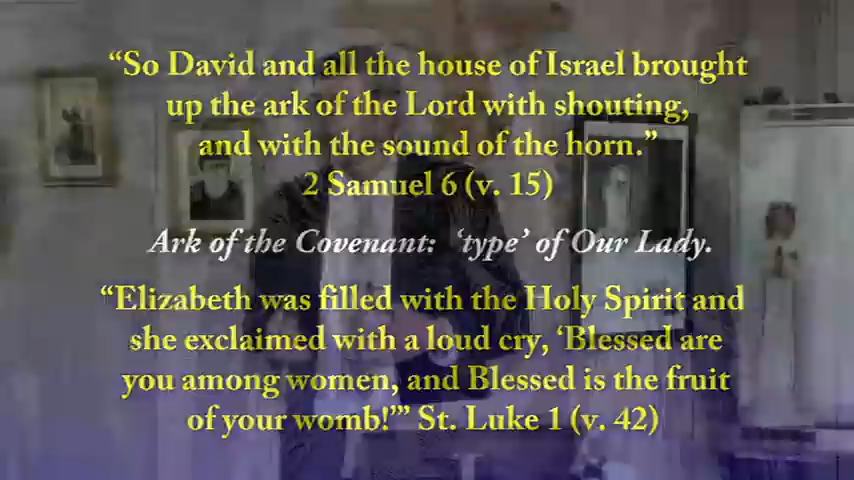 “So David and all the house of Israel brought
up the ark of the Lord with shouting,
and with the sound of the horn.”
2 Samuel 6 (v. 15)
Ark of the Covenant: ‘type’ of Our Lady.
“Elizabeth was filled with the Holy Spirit and
she exclaimed with a loud cry, ‘Blessed are
you among women, and Blessed is the fruit
of your womb!’” St. Luke 1 (v. 42)